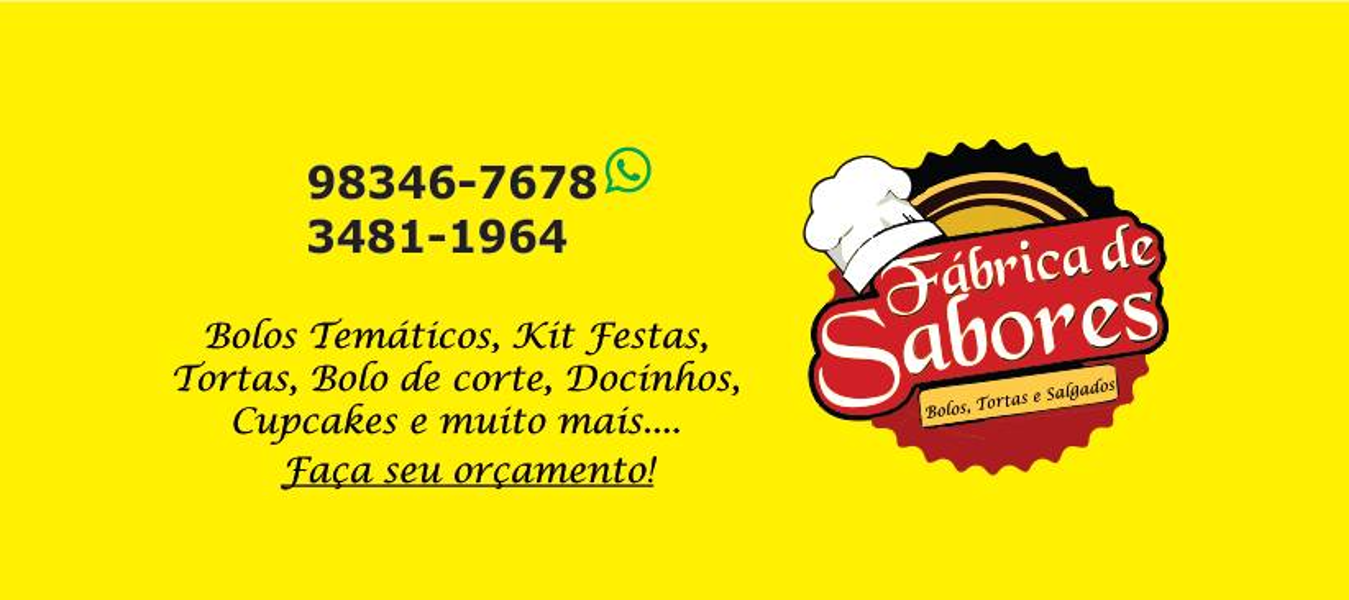 98346-7678
3481-1964
Bolos Temáticos, Kit Festas,
Tortas, Bolo de corte, Docinhos,
Cupcakes e muito mais....
Faça seu orçamento!
Fábrica de
Sabores
Bolos, Tortas e Salgados